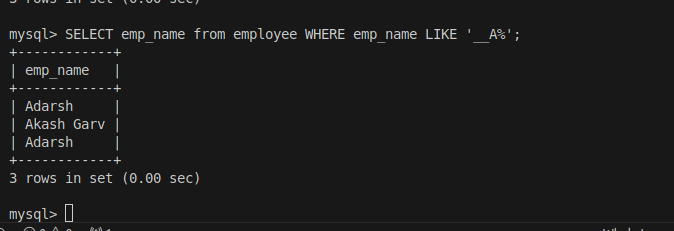 3 rows in set (0.00 sec)
mysql> SELECT emp_name from employee WHERE emp_name LIKE '__A%';
+------------+
| emp_name   |
+------------+
| Adarsh     |
| Akash Garv |
| Adarsh     |
+------------+
3 rows in set (0.00 sec)
mysql>